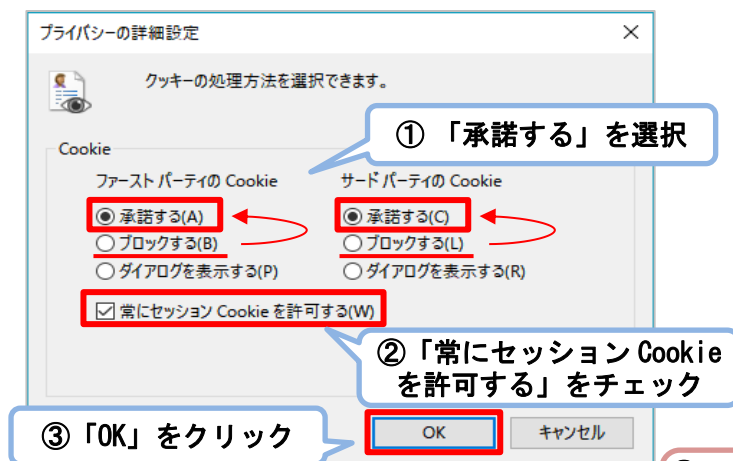 プライバシーの詳細設定
クッキーの処理方法を選択できます。
① 「承諾する」を選択
Cookie
ファースト パーティの Cookie
サード パーティの Cookie
承諾する(A)
承諾する(C)
ブロックする(B)
ブロックする(L)
ダイアログを表示する(P)
ダイアログを表示する(R)
常にセッション Cookie を許可する(W)
②「常にセッション Cookie
を許可する」をチェック
③「OK」をクリック
OK
キャンセル